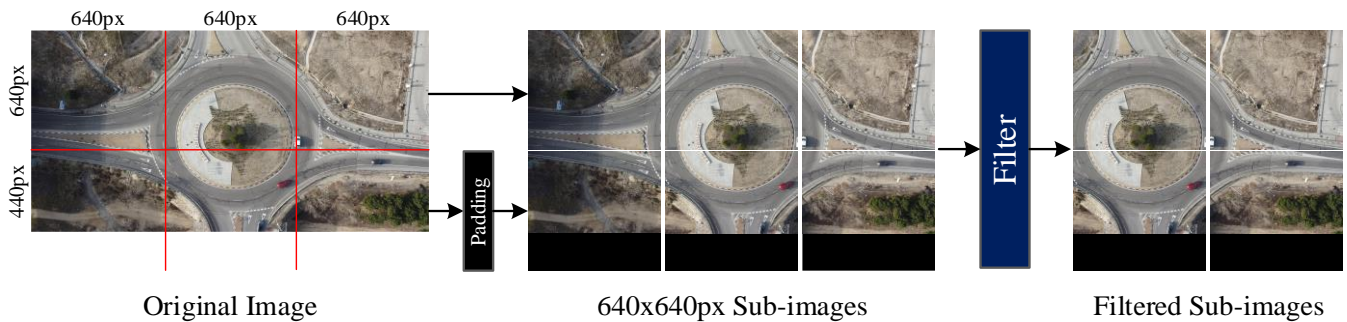 640px 640px 640px
640px
440px
Padding
Filter
Original Image
640x640px Sub-images
Filtered Sub-images